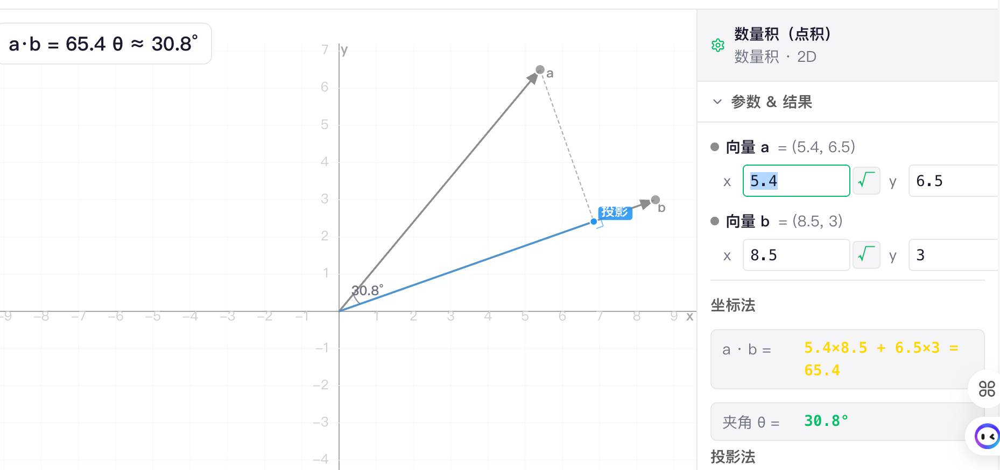 a·b = 65.4 θ ≈ 30.8°
数量积（点积）
数量积 · 2D
参数 & 结果
向量 a = (5.4, 6.5)
x 5.4 √ y 6.5
向量 b = (8.5, 3)
x 8.5 √ y 3
坐标法
a · b = 5.4×8.5 + 6.5×3 =
65.4
夹角 θ = 30.8°
投影法
y
7
6
5
4
3
2
1
a
b
投影
30.8°
-9 -8 -7 -6 -5 -4 -3 -2 -1 1 2 3 4 5 6 7 8 9 x
-1
-2
-3
-4